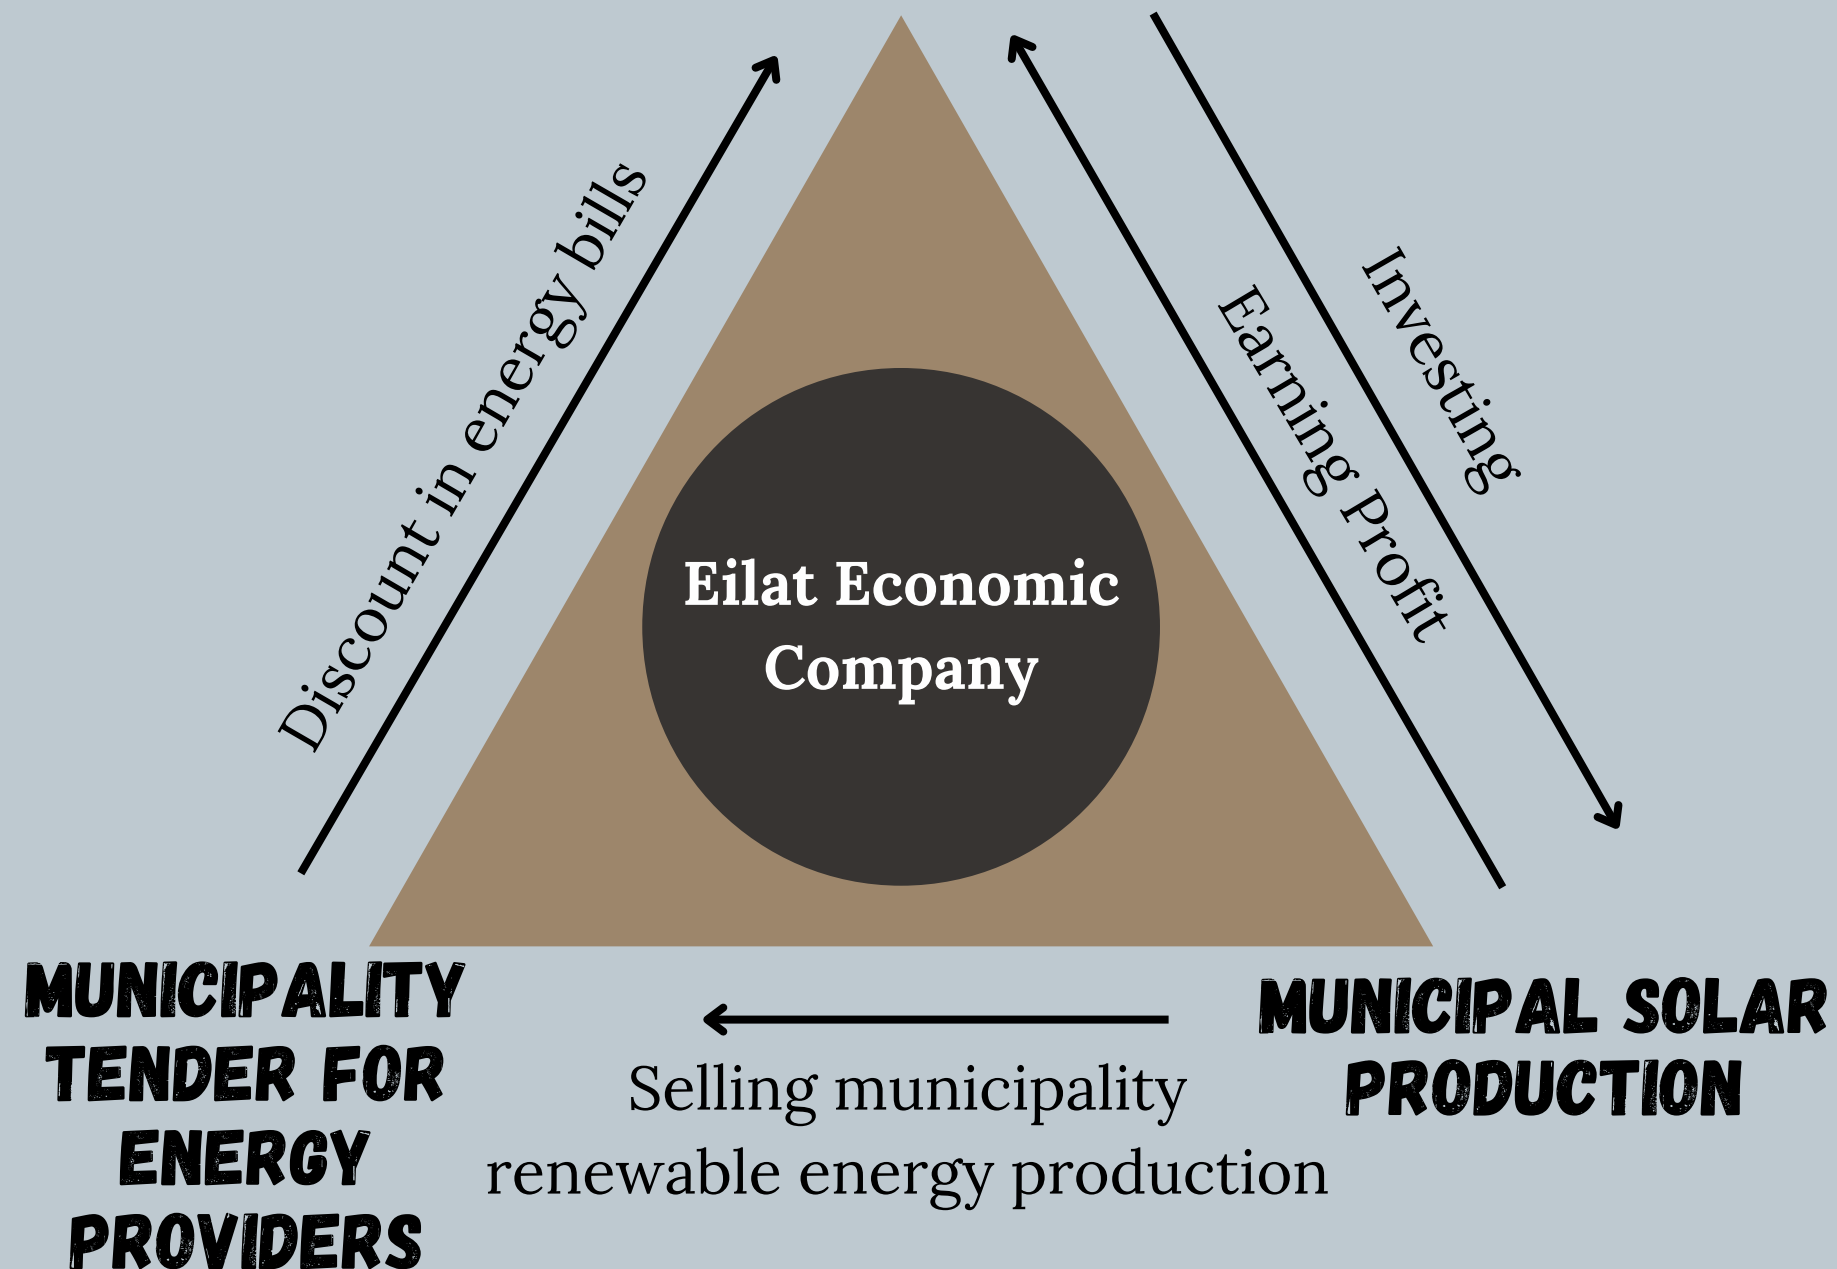 Discount in energy bills
Investing
Earning Profit
Eilat Economic
Company
MUNICIPALITY
TENDER FOR
ENERGY
PROVIDERS
Selling municipality
renewable energy production
MUNICIPAL SOLAR
PRODUCTION